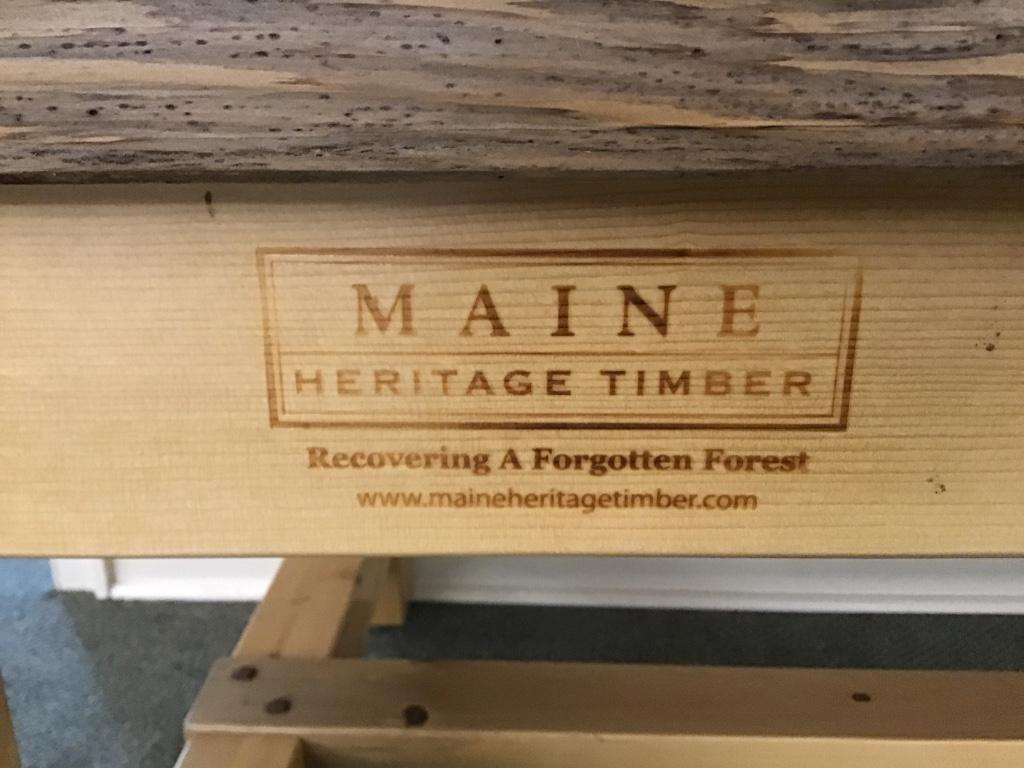 MAINE
HERITAGE TIMBER
Recovering A Forgotten Forest
www.maineheritagetimber.com